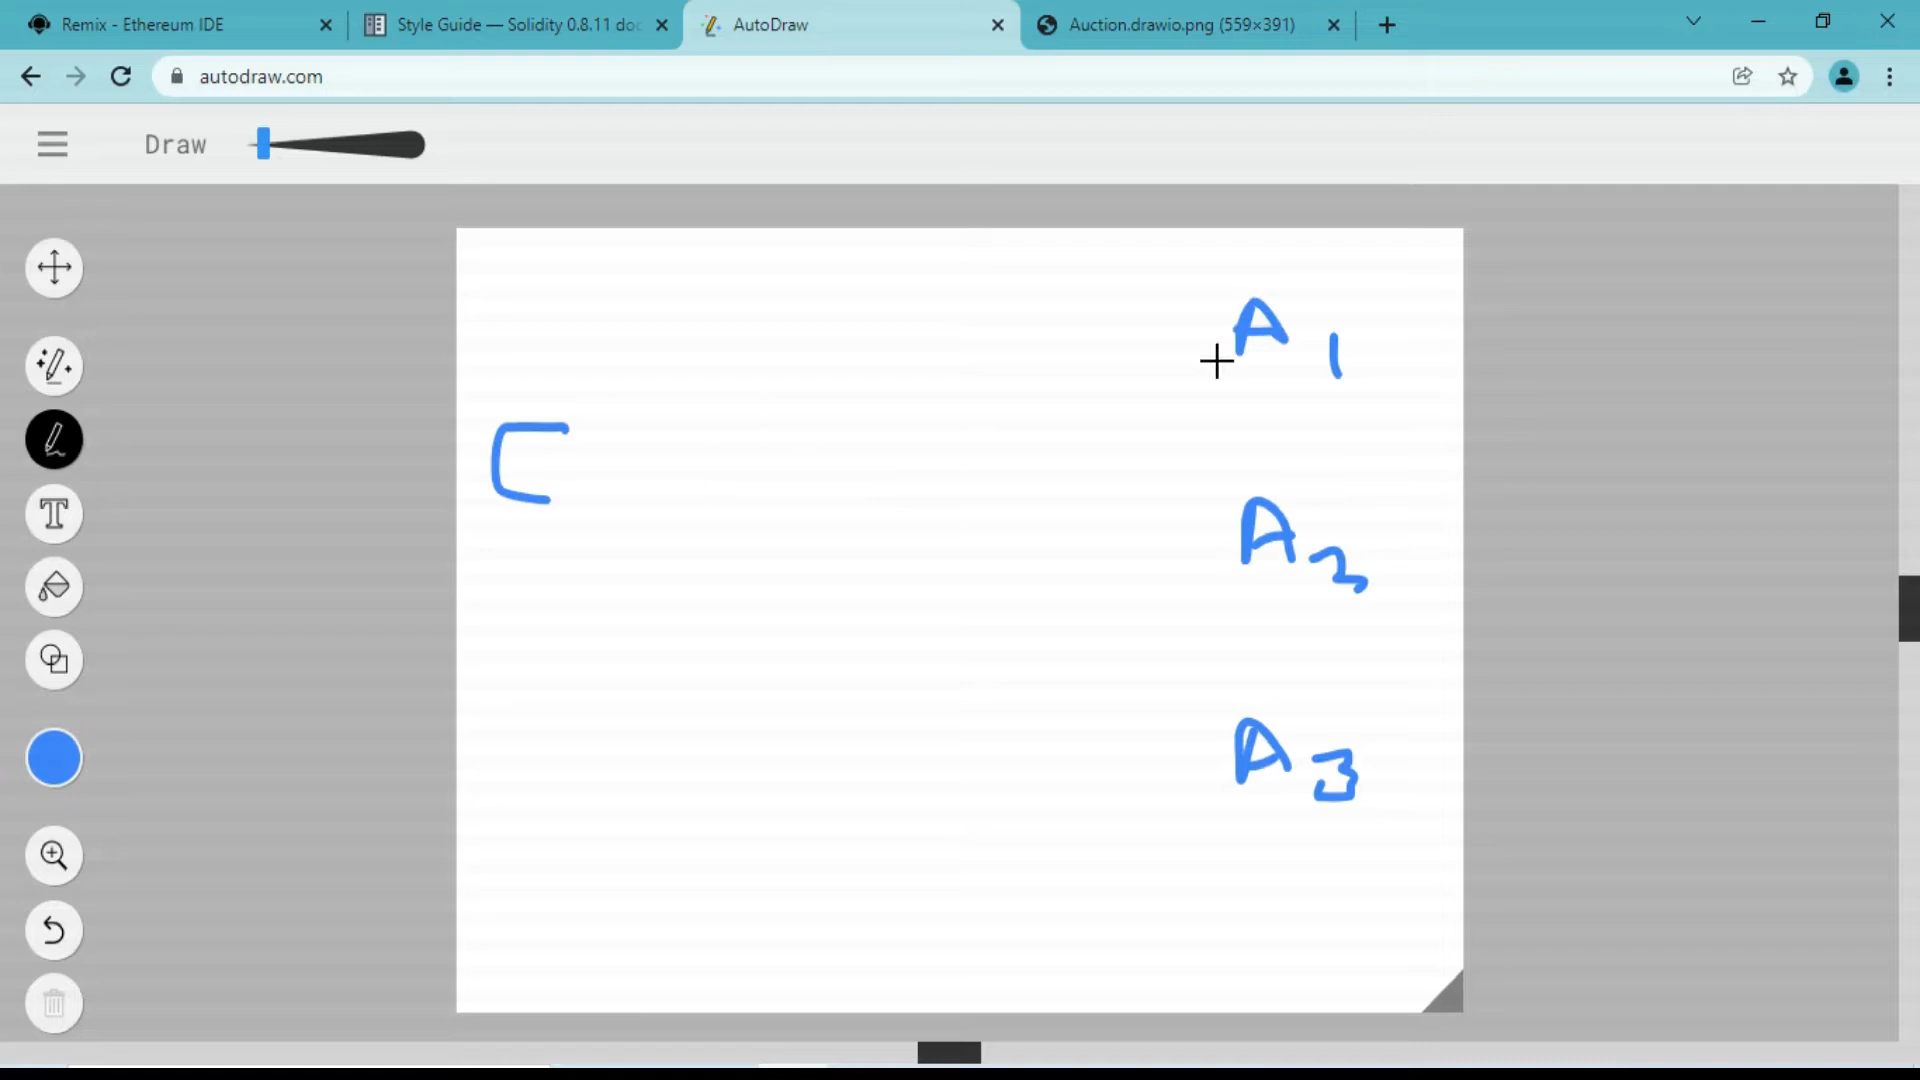 Remix - Ethereum IDE
Style Guide — Solidity 0.8.11 doc
AutoDraw
Auction.drawio.png (559×391)
autodraw.com
Draw
A 1
C
A 2
A 3
T